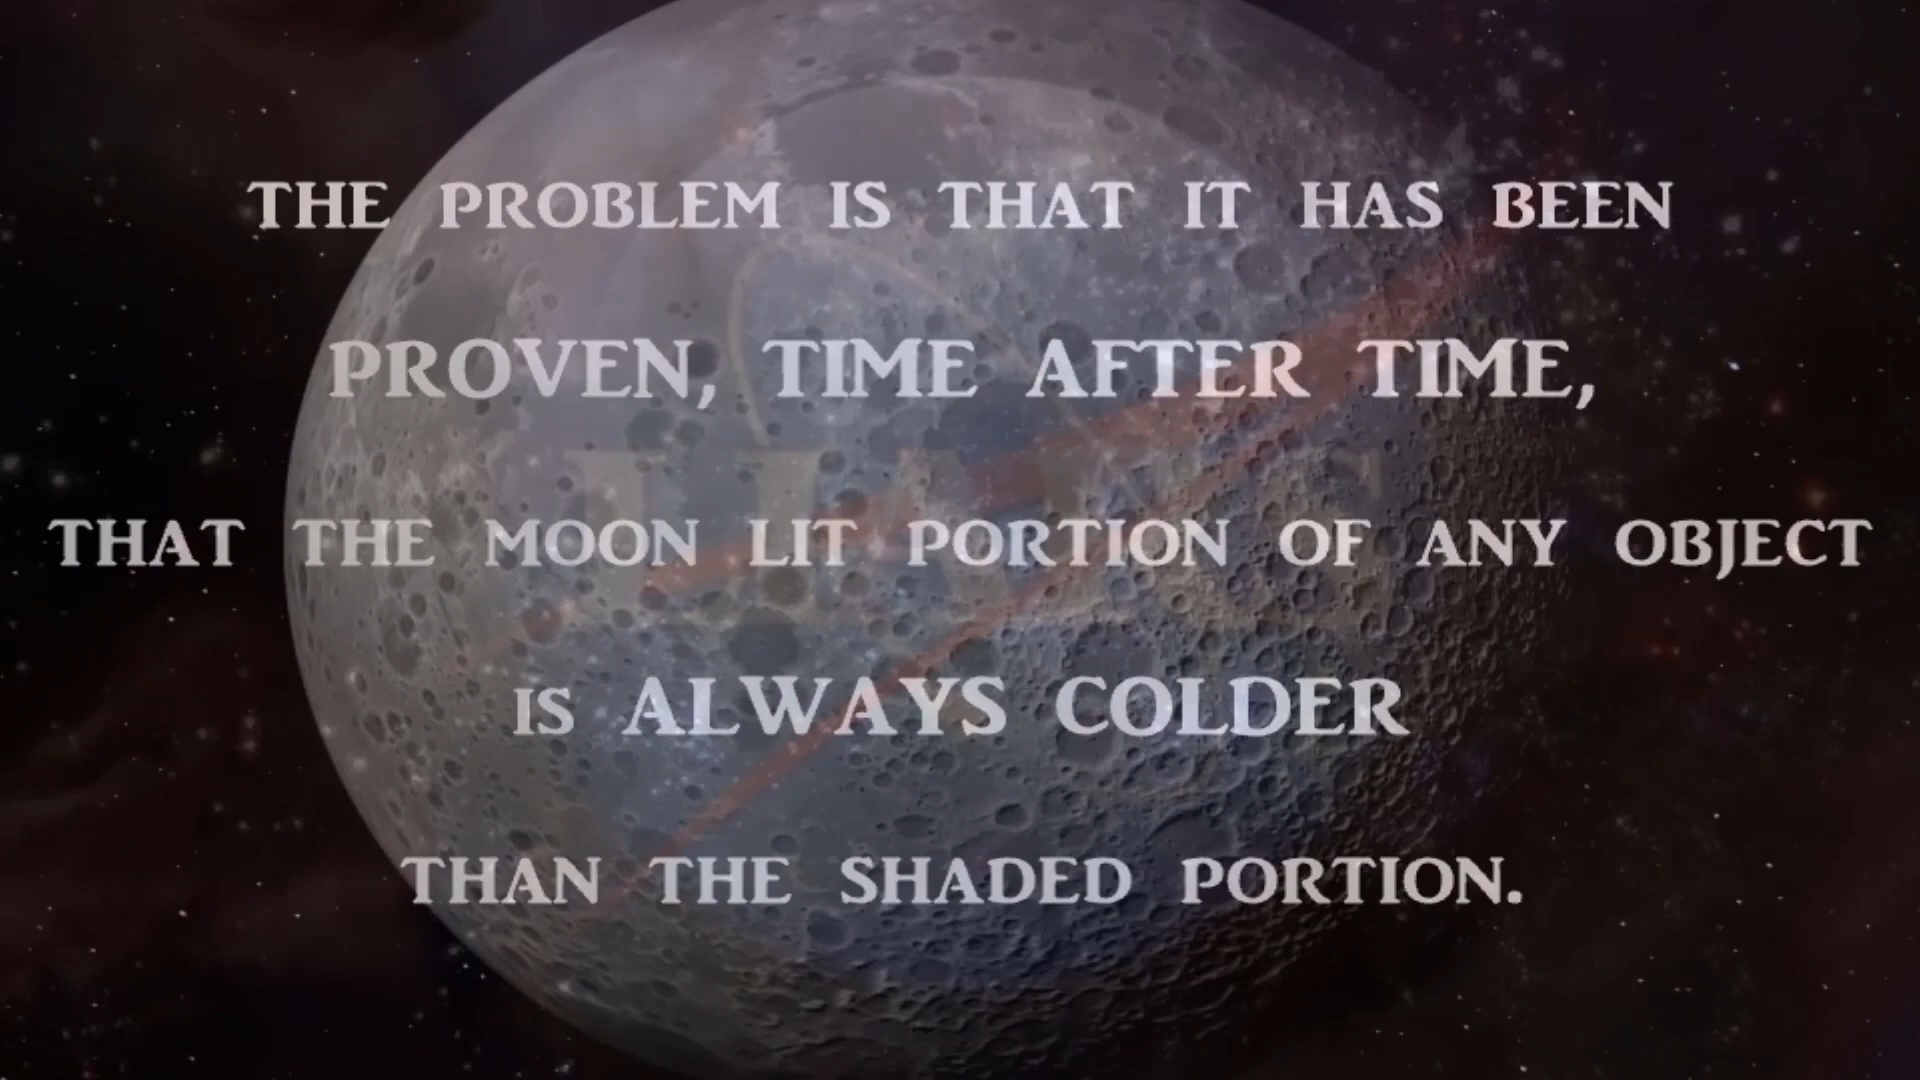 THE PROBLEM IS THAT IT HAS BEEN
PROVEN, TIME AFTER TIME,
THAT THE MOON LIT PORTION OF ANY OBJECT
IS ALWAYS COLDER
THAN THE SHADED PORTION.